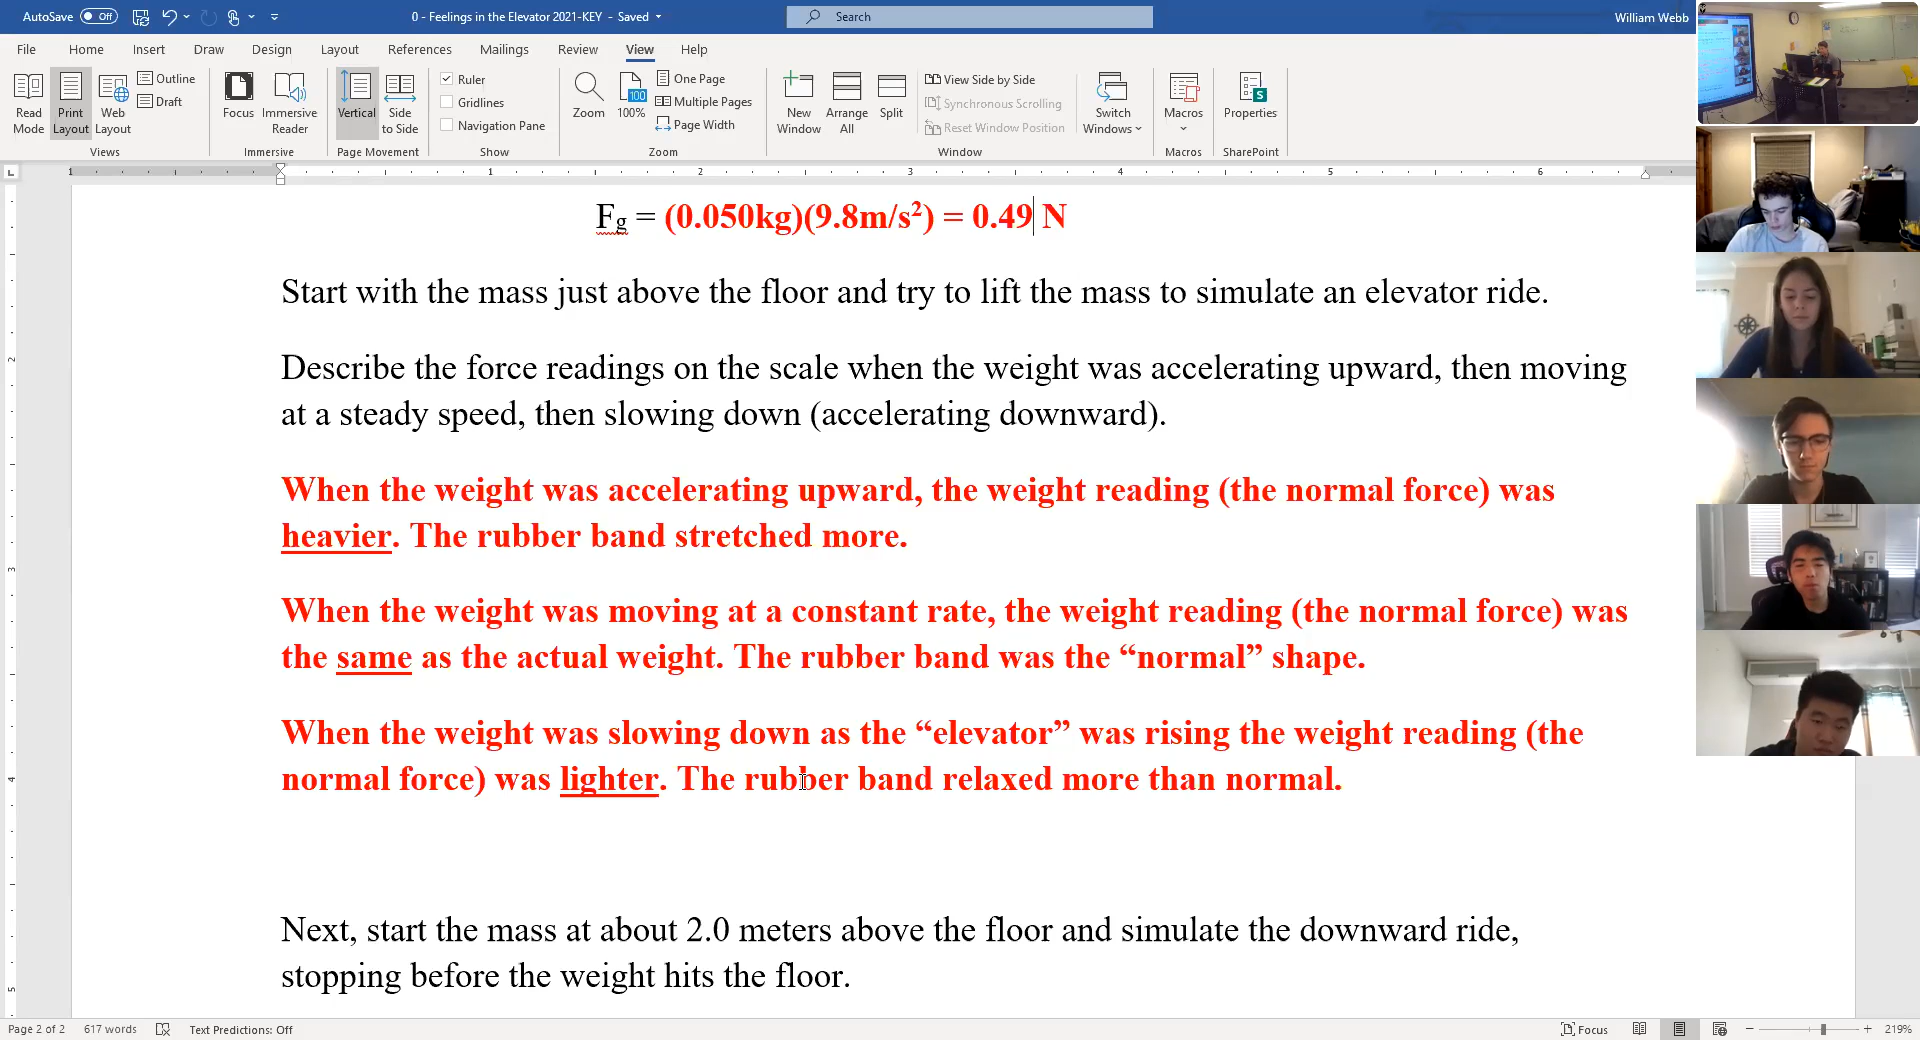 AutoSave Off 0 - Feelings in the Elevator 2021-KEY - Saved Search William Webb
File Home Insert Draw Design Layout References Mailings Review View Help
Read Mode
Print Layout
Web Layout
Outline
Draft
Views
Focus
Immersive Reader
Immersive
Vertical
Side to Side
Page Movement
Ruler
Gridlines
Navigation Pane
Show
Zoom
100
100%
One Page
Multiple Pages
Page Width
Zoom
New Window
Arrange All
Split
View Side by Side
Synchronous Scrolling
Reset Window Position
Window
Switch Windows
Macros
Macros
S
Properties
SharePoint
1 1 2 3 4 5 6
Fg = (0.050kg)(9.8m/s²) = 0.49 N
Start with the mass just above the floor and try to lift the mass to simulate an elevator ride.
2
Describe the force readings on the scale when the weight was accelerating upward, then moving
at a steady speed, then slowing down (accelerating downward).
When the weight was accelerating upward, the weight reading (the normal force) was
heavier. The rubber band stretched more.
3
When the weight was moving at a constant rate, the weight reading (the normal force) was
the same as the actual weight. The rubber band was the “normal” shape.
When the weight was slowing down as the “elevator” was rising the weight reading (the
4
normal force) was lighter. The rubber band relaxed more than normal.
Next, start the mass at about 2.0 meters above the floor and simulate the downward ride,
stopping before the weight hits the floor.
5
Page 2 of 2 617 words Text Predictions: Off Focus 219%